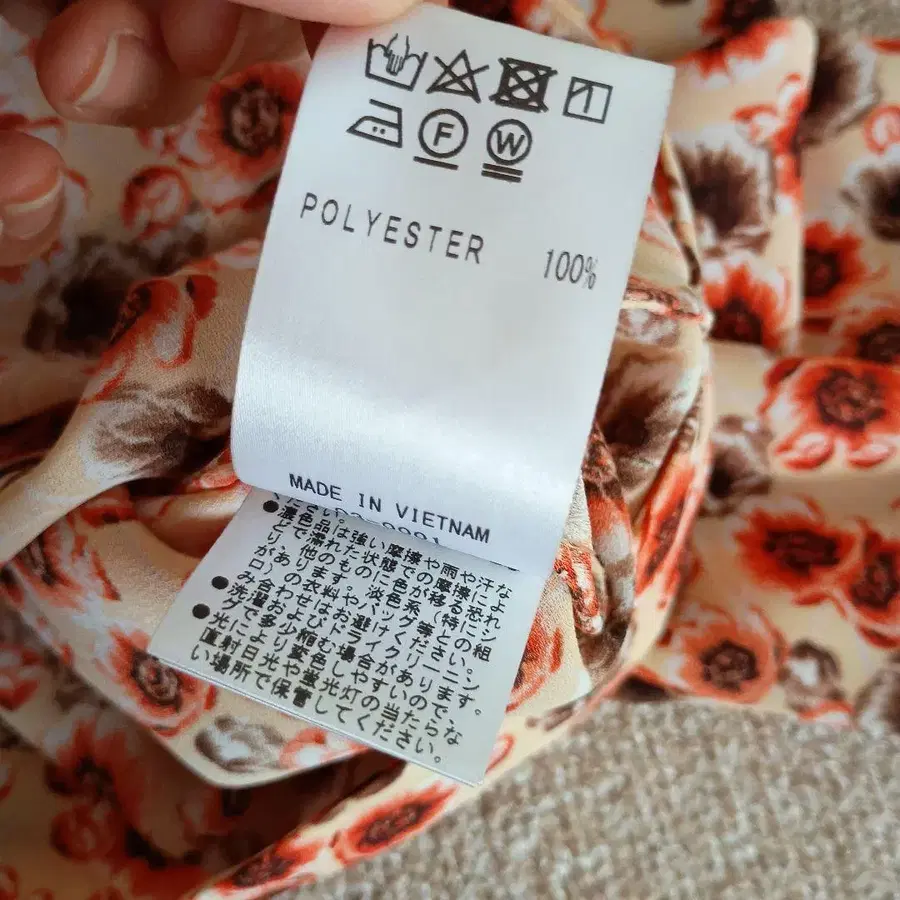 F
W
POLYESTER 100%
MADE IN VIETNAM
ください。
●濃色品は強い摩擦や雨や汗な
どで濡れた状態での摩擦によ
り、他のものに色が移る恐れ
があります。淡色系(特にシ
ロ)の衣料やバッグ等との組
み合わせはお避けください。
●洗濯およびドライクリーニン
グで多少縮む場合があります。
●光により変色しやすいので、
直射日光や蛍光灯の当たらな
い場所で保管してください。